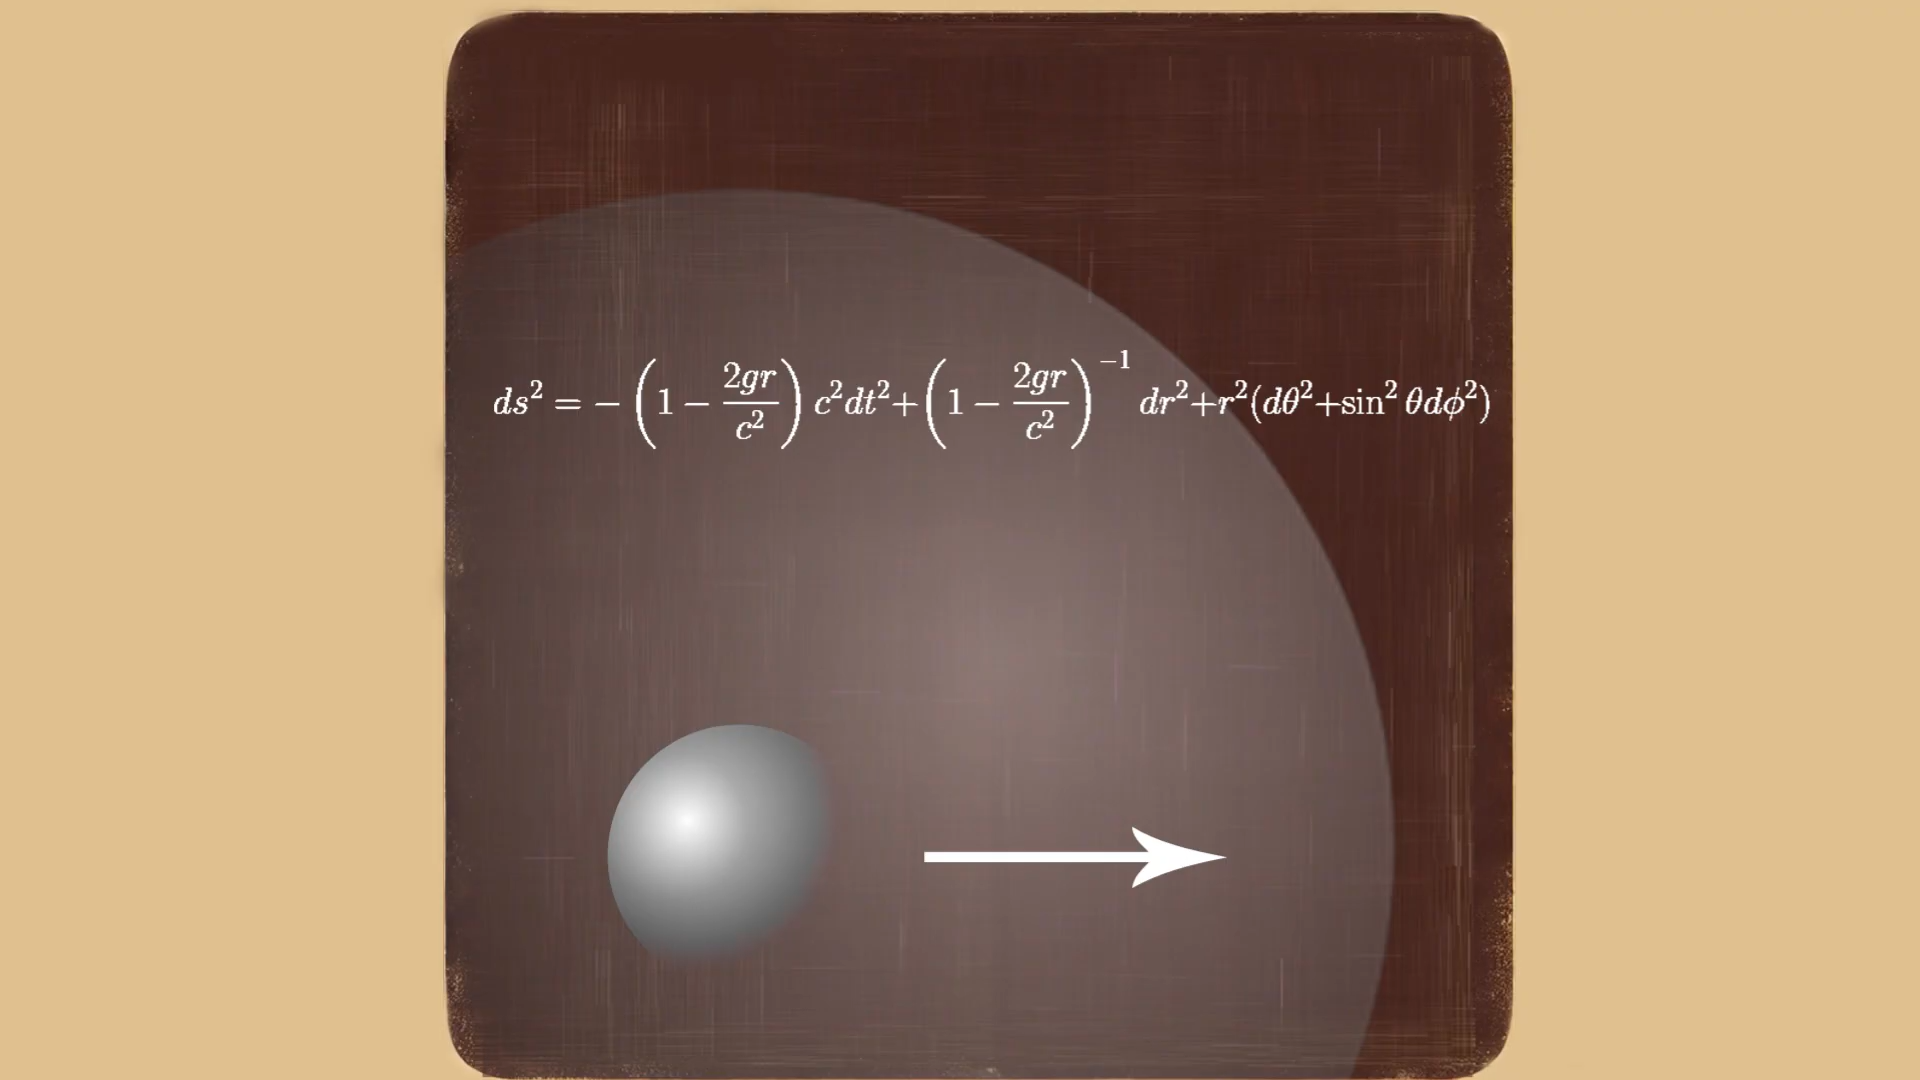 ds² = −(1 − 2gr/c²)c²dt²+(1 − 2gr/c²)⁻¹ dr²+r²(dθ²+sin² θdϕ²)